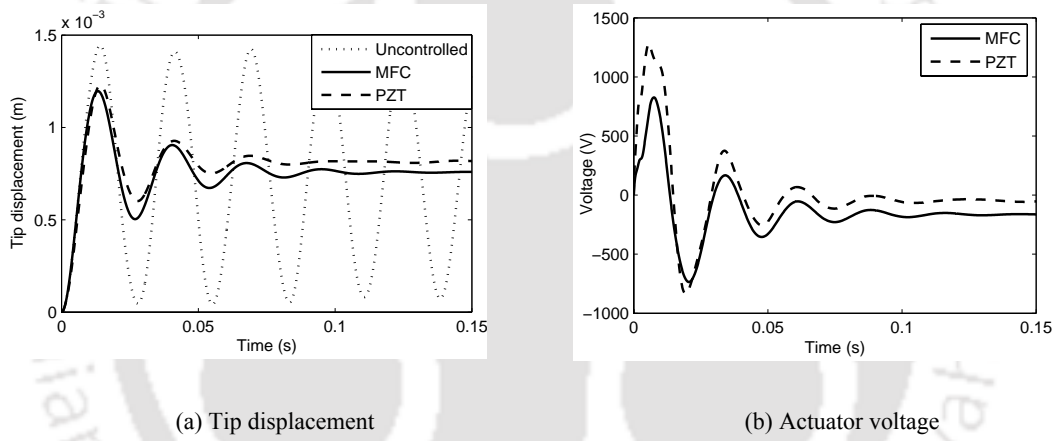 x 10⁻³
1.5
1
0.5
0
Tip displacement (m)
Uncontrolled
MFC
PZT
0 0.05 0.1 0.15
Time (s)
1500
1000
500
0
−500
−1000
Voltage (V)
MFC
PZT
0 0.05 0.1 0.15
Time (s)
(a) Tip displacement
(b) Actuator voltage